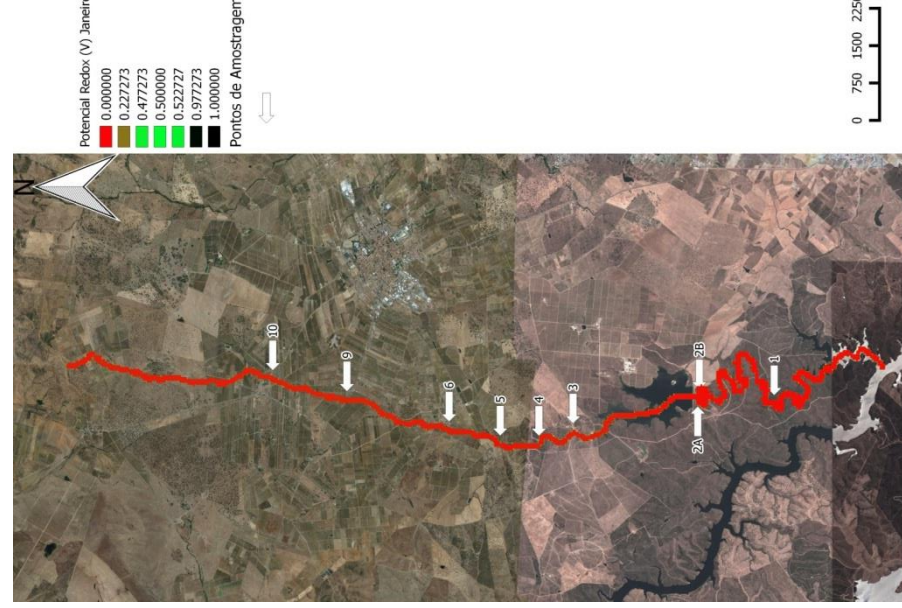 Potencial Redox (V) Janeir
0.000000
0.227273
0.477273
0.500000
0.522727
0.977273
1.000000
Pontos de Amostragem
0 750 1500 2250
N
10
9
6
5
4
3
2B
2A
1